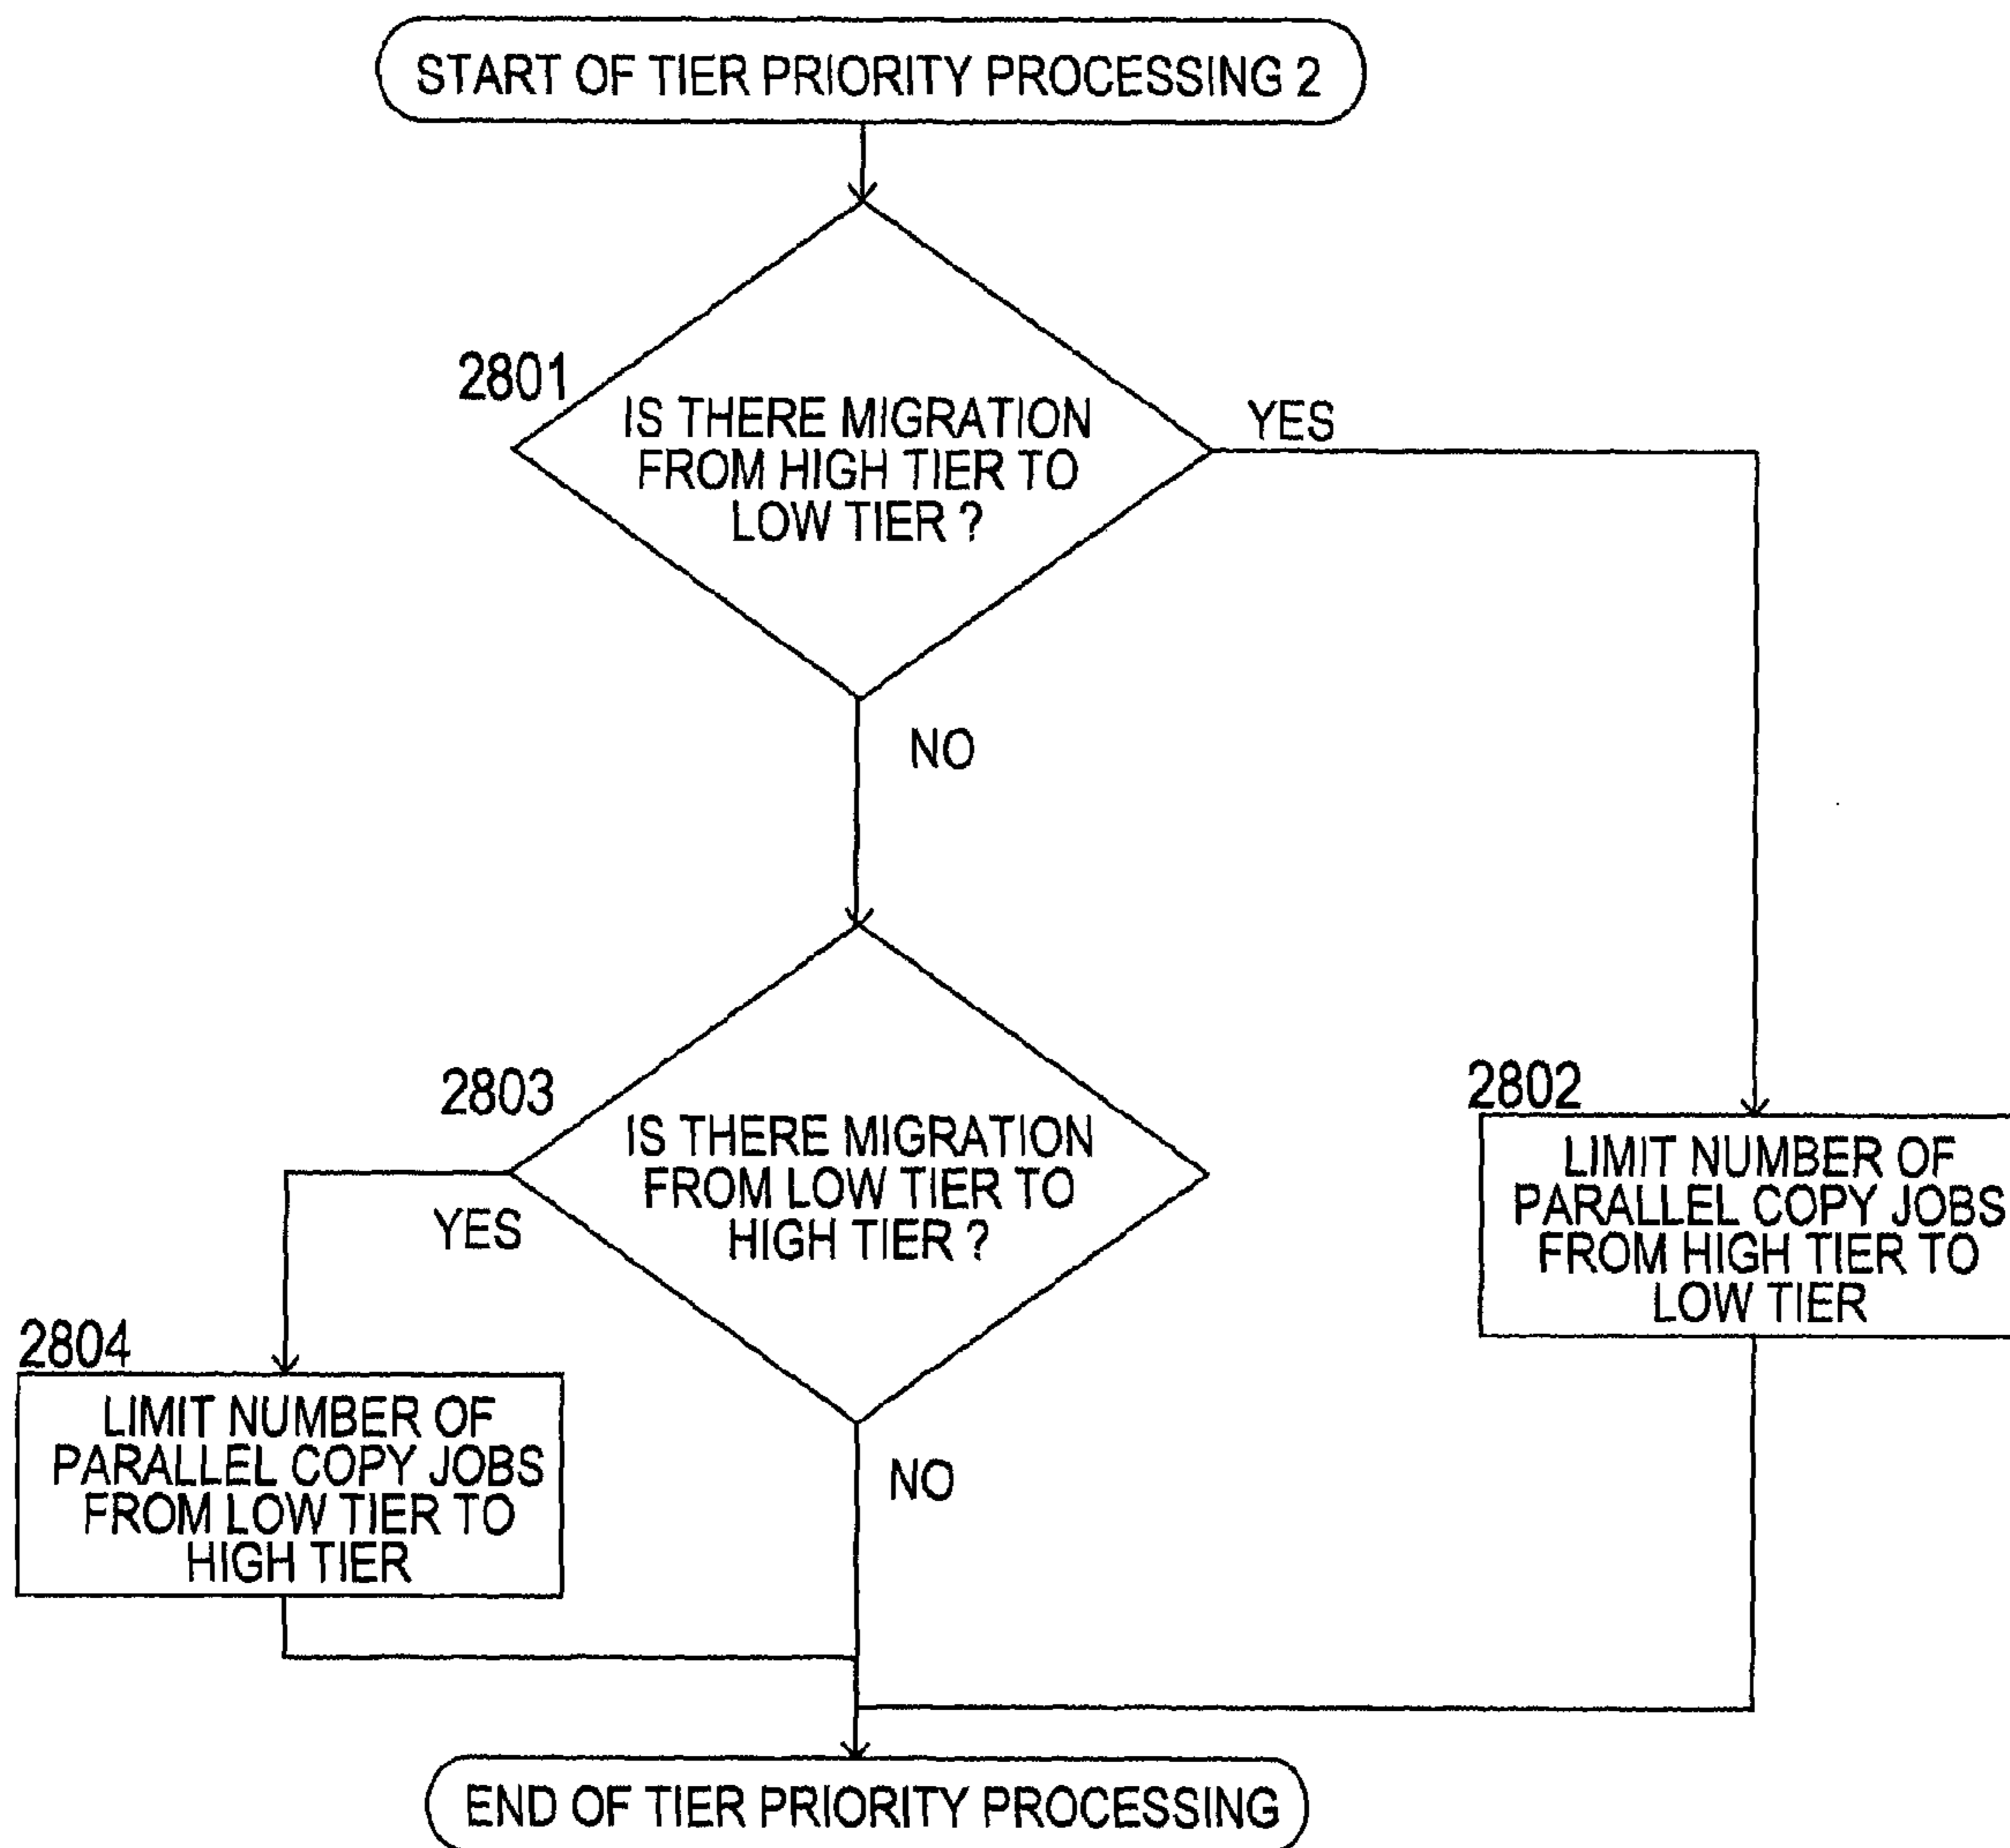 START OF TIER PRIORITY PROCESSING 2
2801
IS THERE MIGRATION
FROM HIGH TIER TO
LOW TIER ?
YES
NO
2803
IS THERE MIGRATION
FROM LOW TIER TO
HIGH TIER ?
YES
NO
2802
LIMIT NUMBER OF
PARALLEL COPY JOBS
FROM HIGH TIER TO
LOW TIER
2804
LIMIT NUMBER OF
PARALLEL COPY JOBS
FROM LOW TIER TO
HIGH TIER
END OF TIER PRIORITY PROCESSING